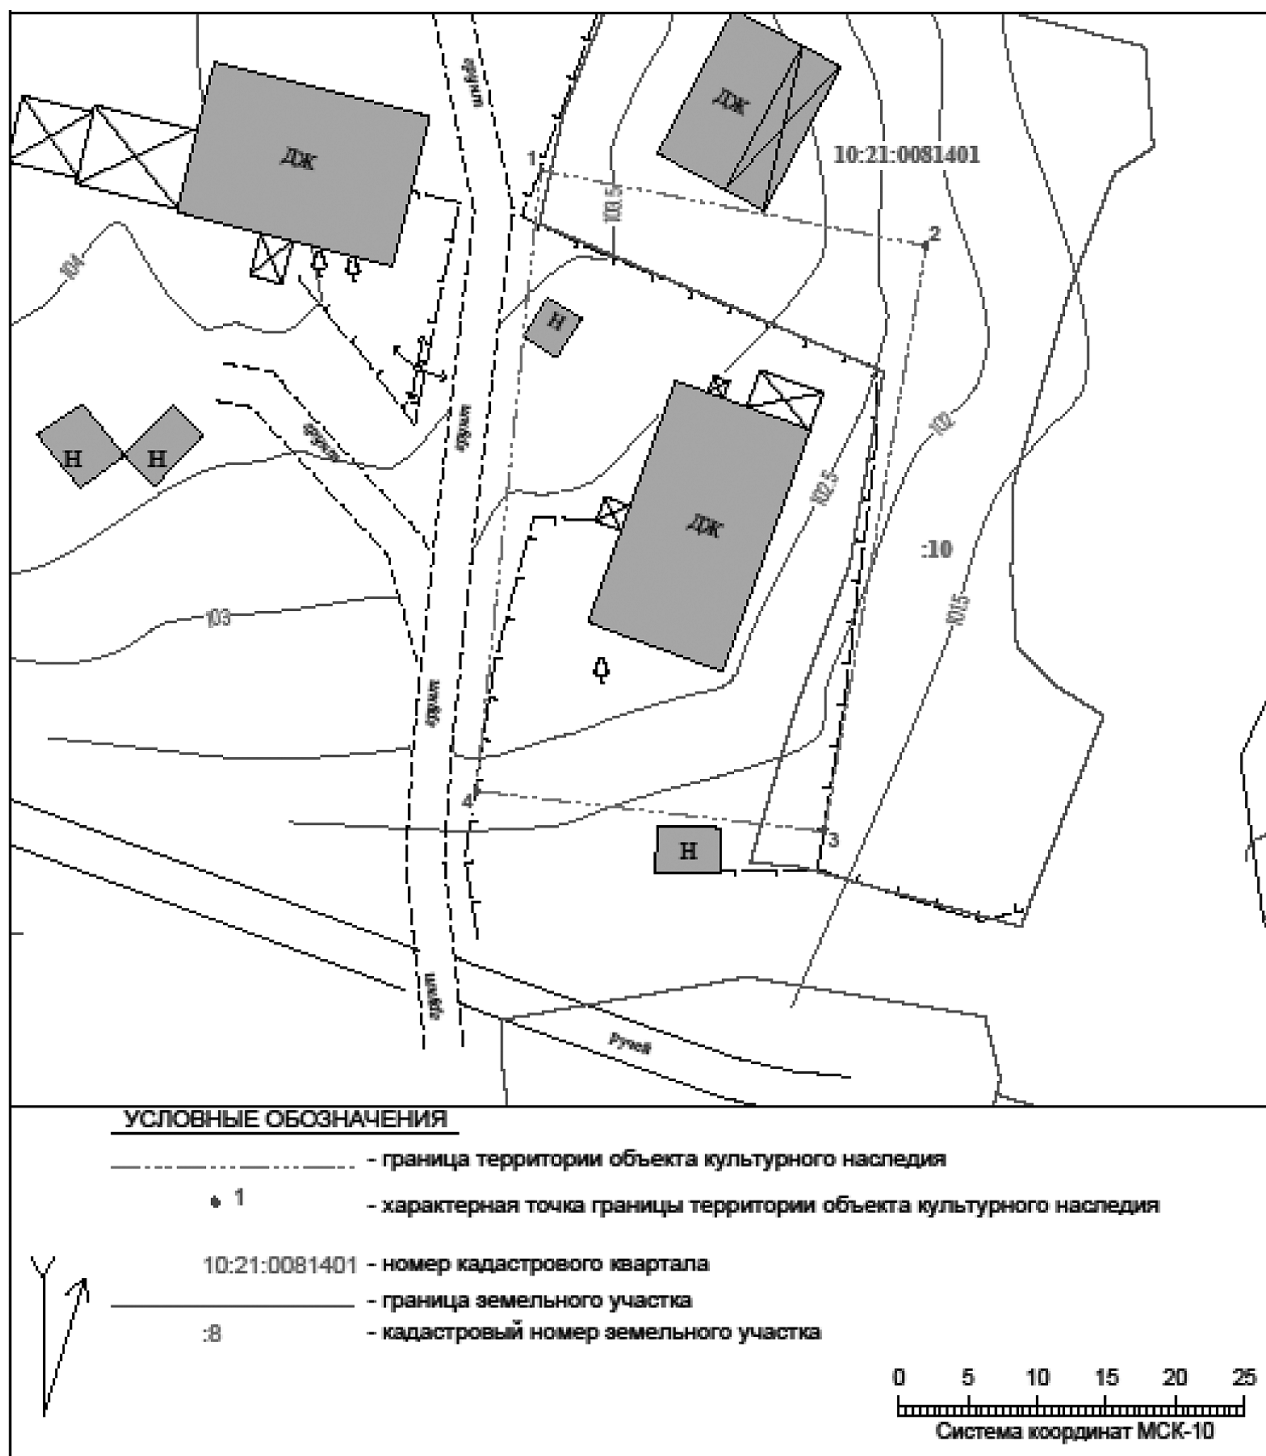 грунт
ДЖ
1
10:21:0081401
ДЖ
103.5
2
104
Н
грунт
грунт
102
Н
Н
102.5
ДЖ
:10
101.5
103
грунт
4
3
Н
грунт
Ручей
УСЛОВНЫЕ ОБОЗНАЧЕНИЯ
- граница территории объекта культурного наследия
1 - характерная точка границы территории объекта культурного наследия
10:21:0081401 - номер кадастрового квартала
- граница земельного участка
:8 - кадастровый номер земельного участка
0 5 10 15 20 25
Система координат МСК-10